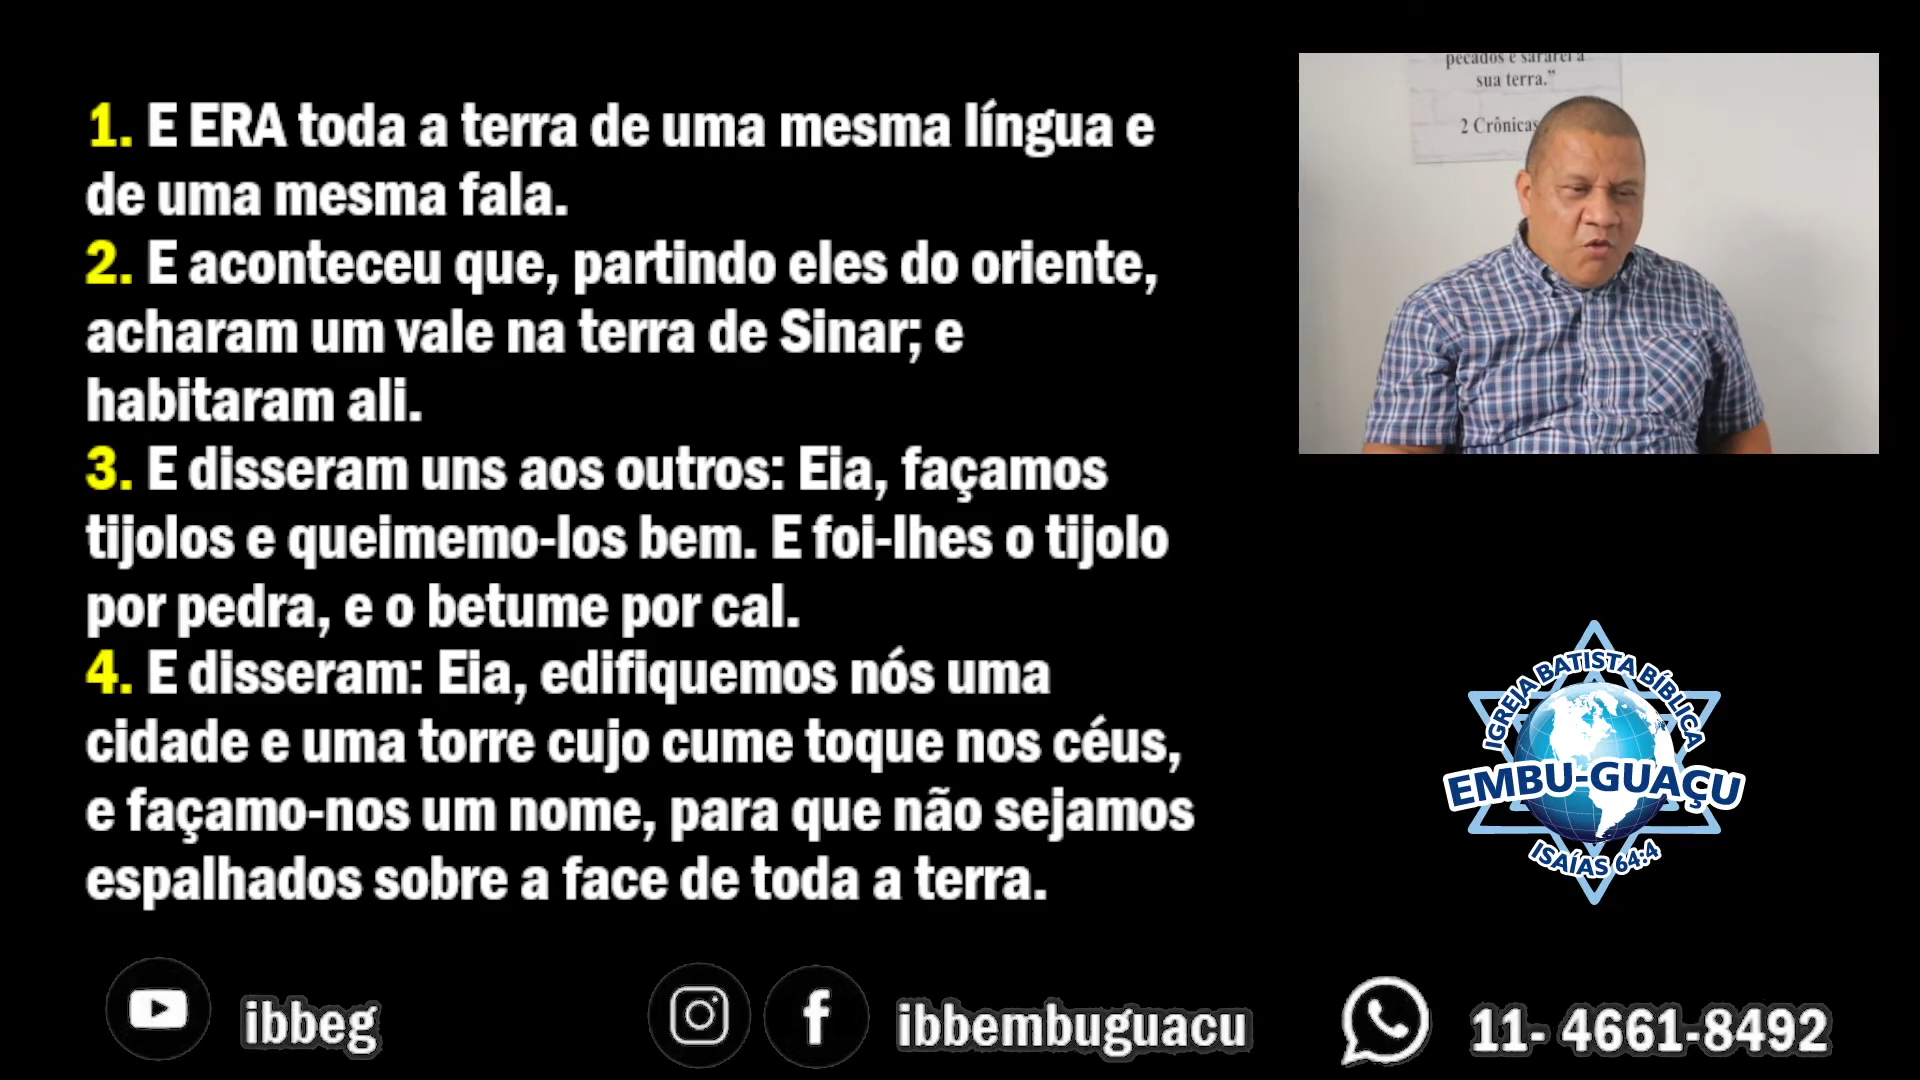 1. E ERA toda a terra de uma mesma língua e
de uma mesma fala.
2. E aconteceu que, partindo eles do oriente,
acharam um vale na terra de Sinar; e
habitaram ali.
3. E disseram uns aos outros: Eia, façamos
tijolos e queimemo-los bem. E foi-lhes o tijolo
por pedra, e o betume por cal.
4. E disseram: Eia, edifiquemos nós uma
cidade e uma torre cujo cume toque nos céus,
e façamo-nos um nome, para que não sejamos
espalhados sobre a face de toda a terra.
pecados e sararei a
sua terra.”
2 Crônicas
IGREJA BATISTA BÍBLICA
EMBU-GUAÇU
ISAÍAS 64:4
ibbeg
ibbembuguacu
11- 4661-8492